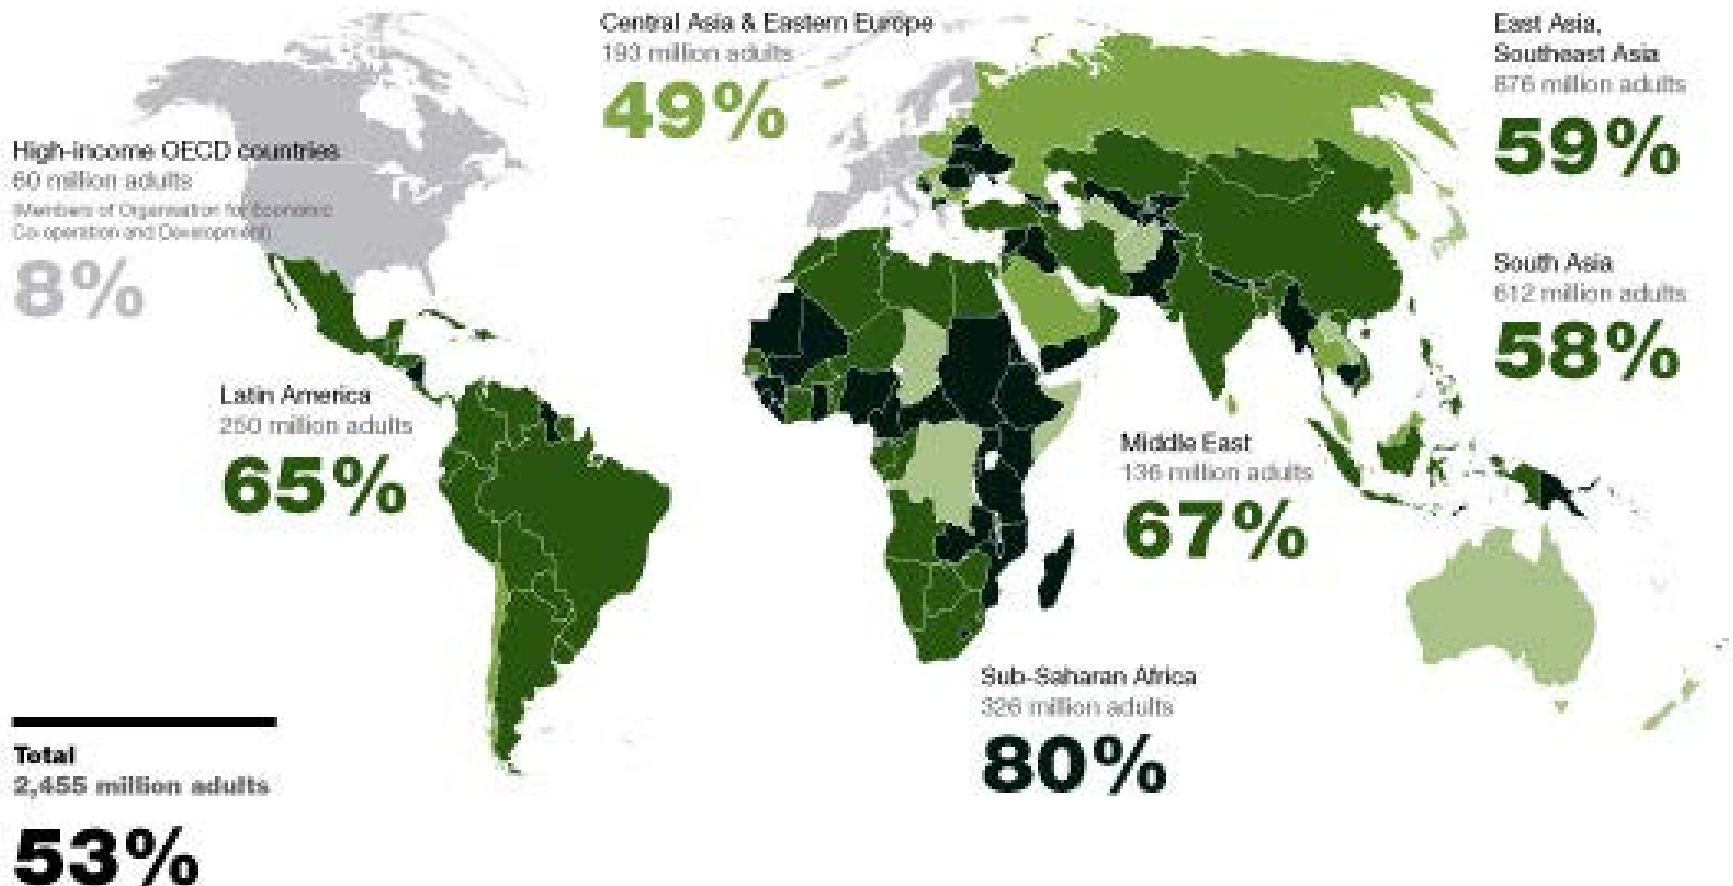 Central Asia & Eastern Europe
193 million adults
49%
East Asia,
Southeast Asia
876 million adults
59%
High-income OECD countries
60 million adults
(Members of Organisation for Economic
Co-operation and Development)
8%
South Asia
612 million adults
58%
Latin America
250 million adults
65%
Middle East
136 million adults
67%
Sub-Saharan Africa
326 million adults
80%
Total
2,455 million adults
53%